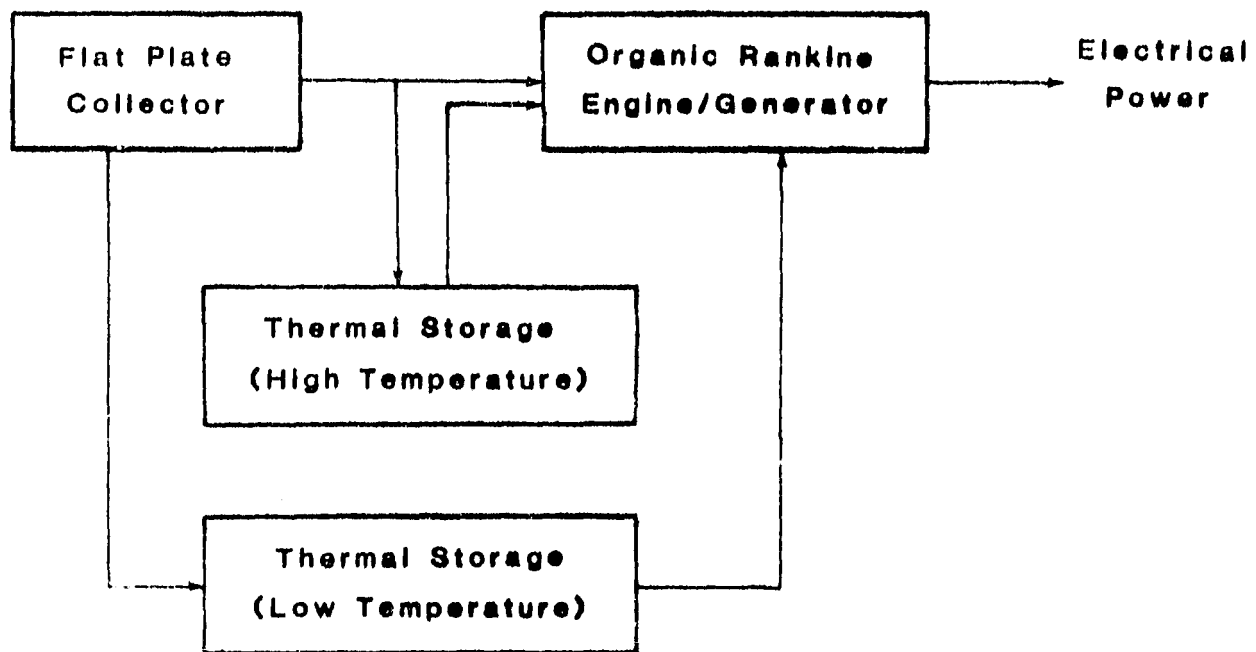 Flat Plate
Collector
Organic Rankine
Engine/Generator
Electrical
Power
Thermal Storage
(High Temperature)
Thermal Storage
(Low Temperature)